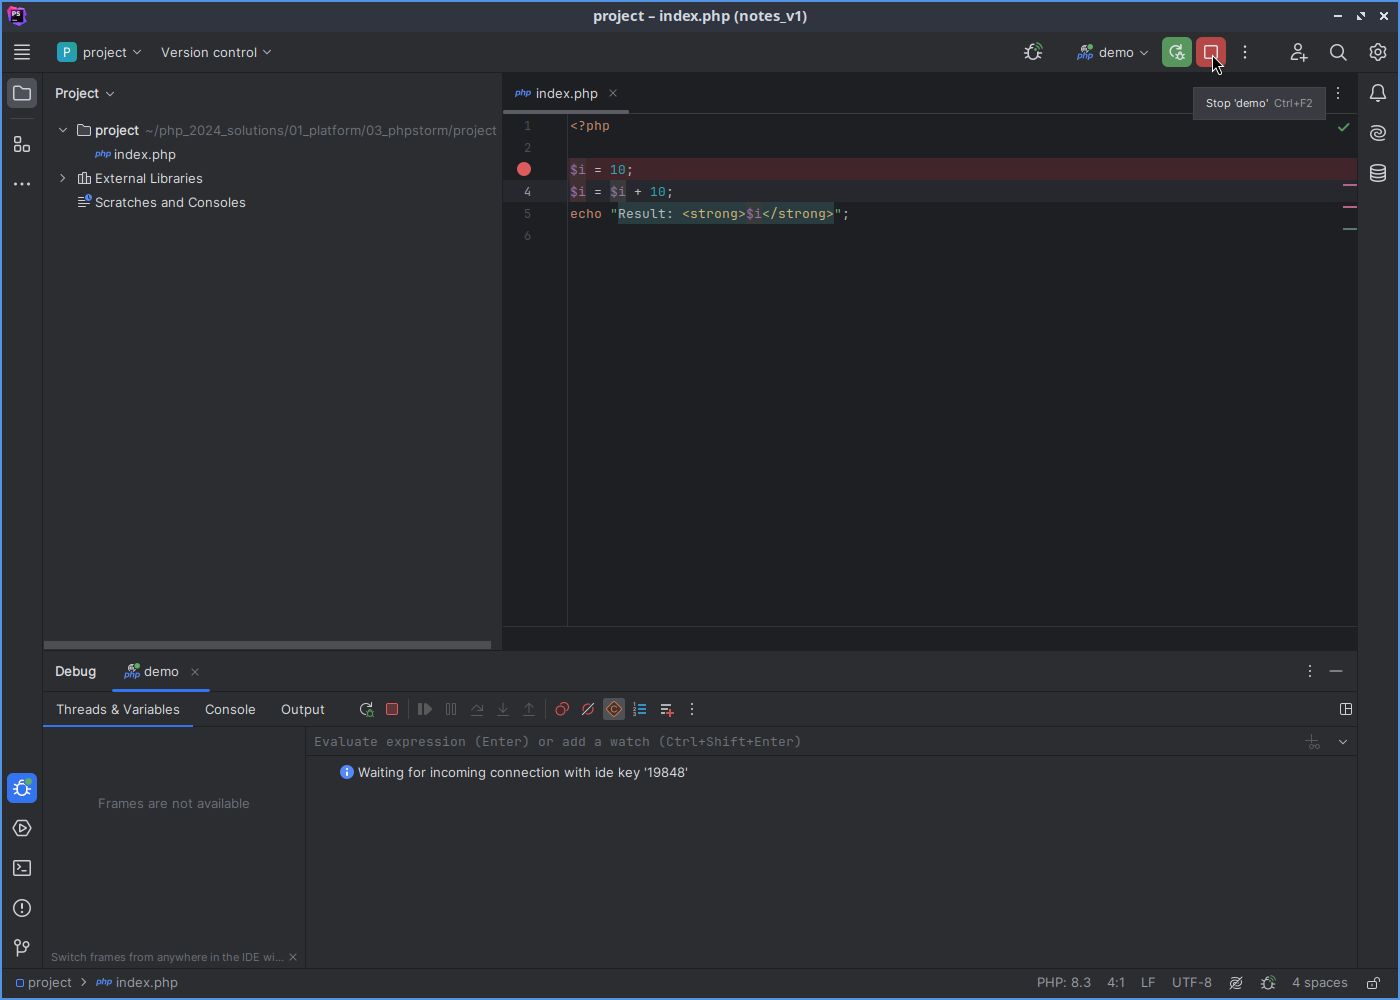 project – index.php (notes_v1)
P project Version control demo
Project
index.php
Stop 'demo' Ctrl+F2
project ~/php_2024_solutions/01_platform/03_phpstorm/project
php index.php
External Libraries
Scratches and Consoles
1 <?php
2
$i = 10;
4 $i = $i + 10;
5 echo "Result: <strong>$i</strong>";
6
Debug demo
Threads & Variables Console Output
Evaluate expression (Enter) or add a watch (Ctrl+Shift+Enter)
Waiting for incoming connection with ide key '19848'
Frames are not available
Switch frames from anywhere in the IDE wi...
project php index.php PHP: 8.3 4:1 LF UTF-8 4 spaces